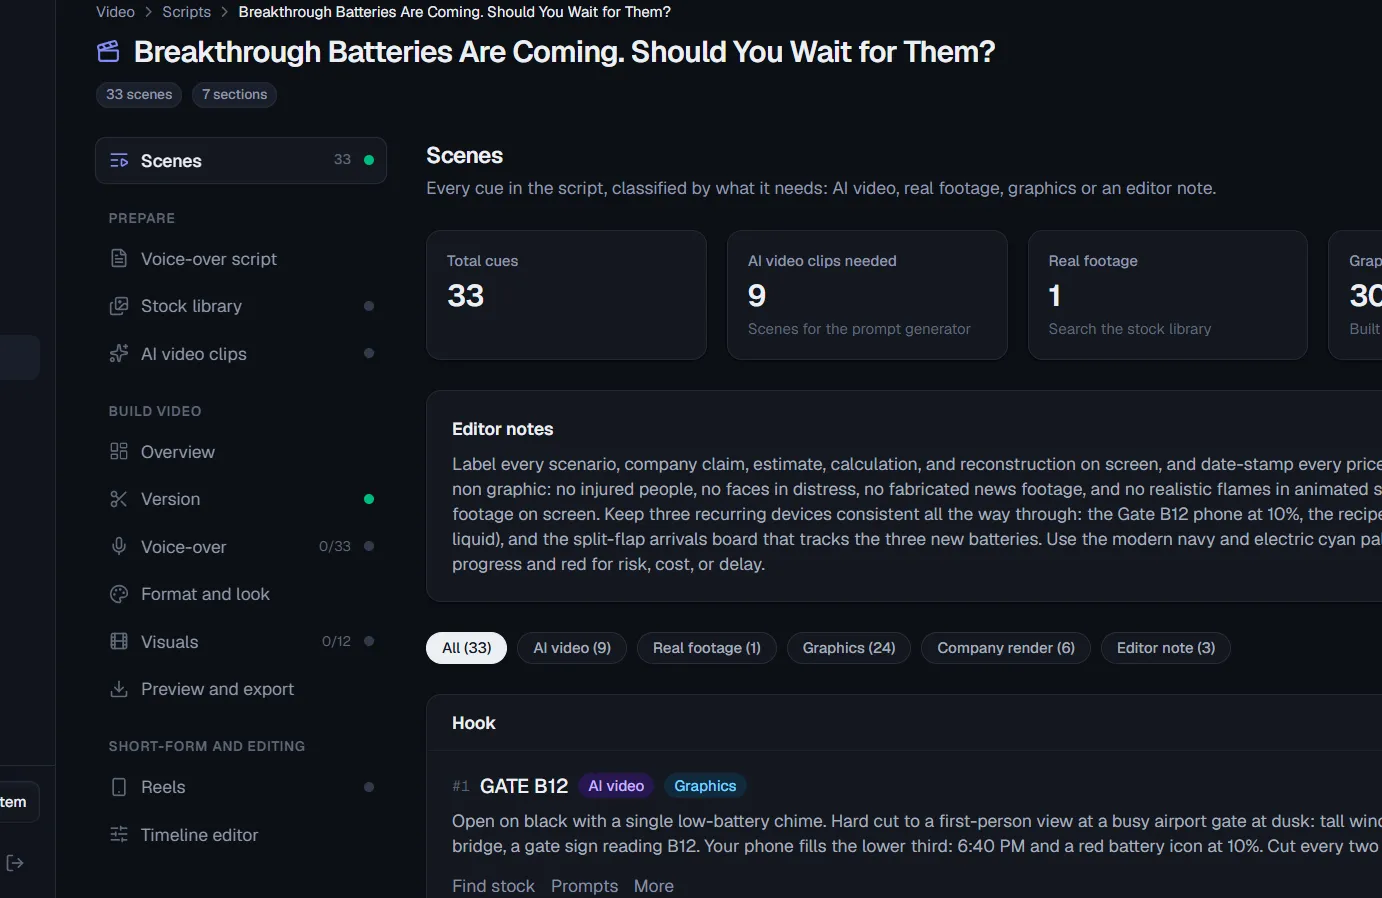 Video > Scripts > Breakthrough Batteries Are Coming. Should You Wait for Them?
Breakthrough Batteries Are Coming. Should You Wait for Them?
33 scenes 7 sections
Scenes 33
PREPARE
Voice-over script
Stock library
AI video clips
BUILD VIDEO
Overview
Version
Voice-over 0/33
Format and look
Visuals 0/12
Preview and export
SHORT-FORM AND EDITING
Reels
Timeline editor
tem
Scenes
Every cue in the script, classified by what it needs: AI video, real footage, graphics or an editor note.
Total cues
33
AI video clips needed
9
Scenes for the prompt generator
Real footage
1
Search the stock library
Grap
30
Built
Editor notes
Label every scenario, company claim, estimate, calculation, and reconstruction on screen, and date-stamp every price
non graphic: no injured people, no faces in distress, no fabricated news footage, and no realistic flames in animated s
footage on screen. Keep three recurring devices consistent all the way through: the Gate B12 phone at 10%, the recipe
liquid), and the split-flap arrivals board that tracks the three new batteries. Use the modern navy and electric cyan pal
progress and red for risk, cost, or delay.
All (33) AI video (9) Real footage (1) Graphics (24) Company render (6) Editor note (3)
Hook
#1 GATE B12 AI video Graphics
Open on black with a single low-battery chime. Hard cut to a first-person view at a busy airport gate at dusk: tall wind
bridge, a gate sign reading B12. Your phone fills the lower third: 6:40 PM and a red battery icon at 10%. Cut every two
Find stock Prompts More